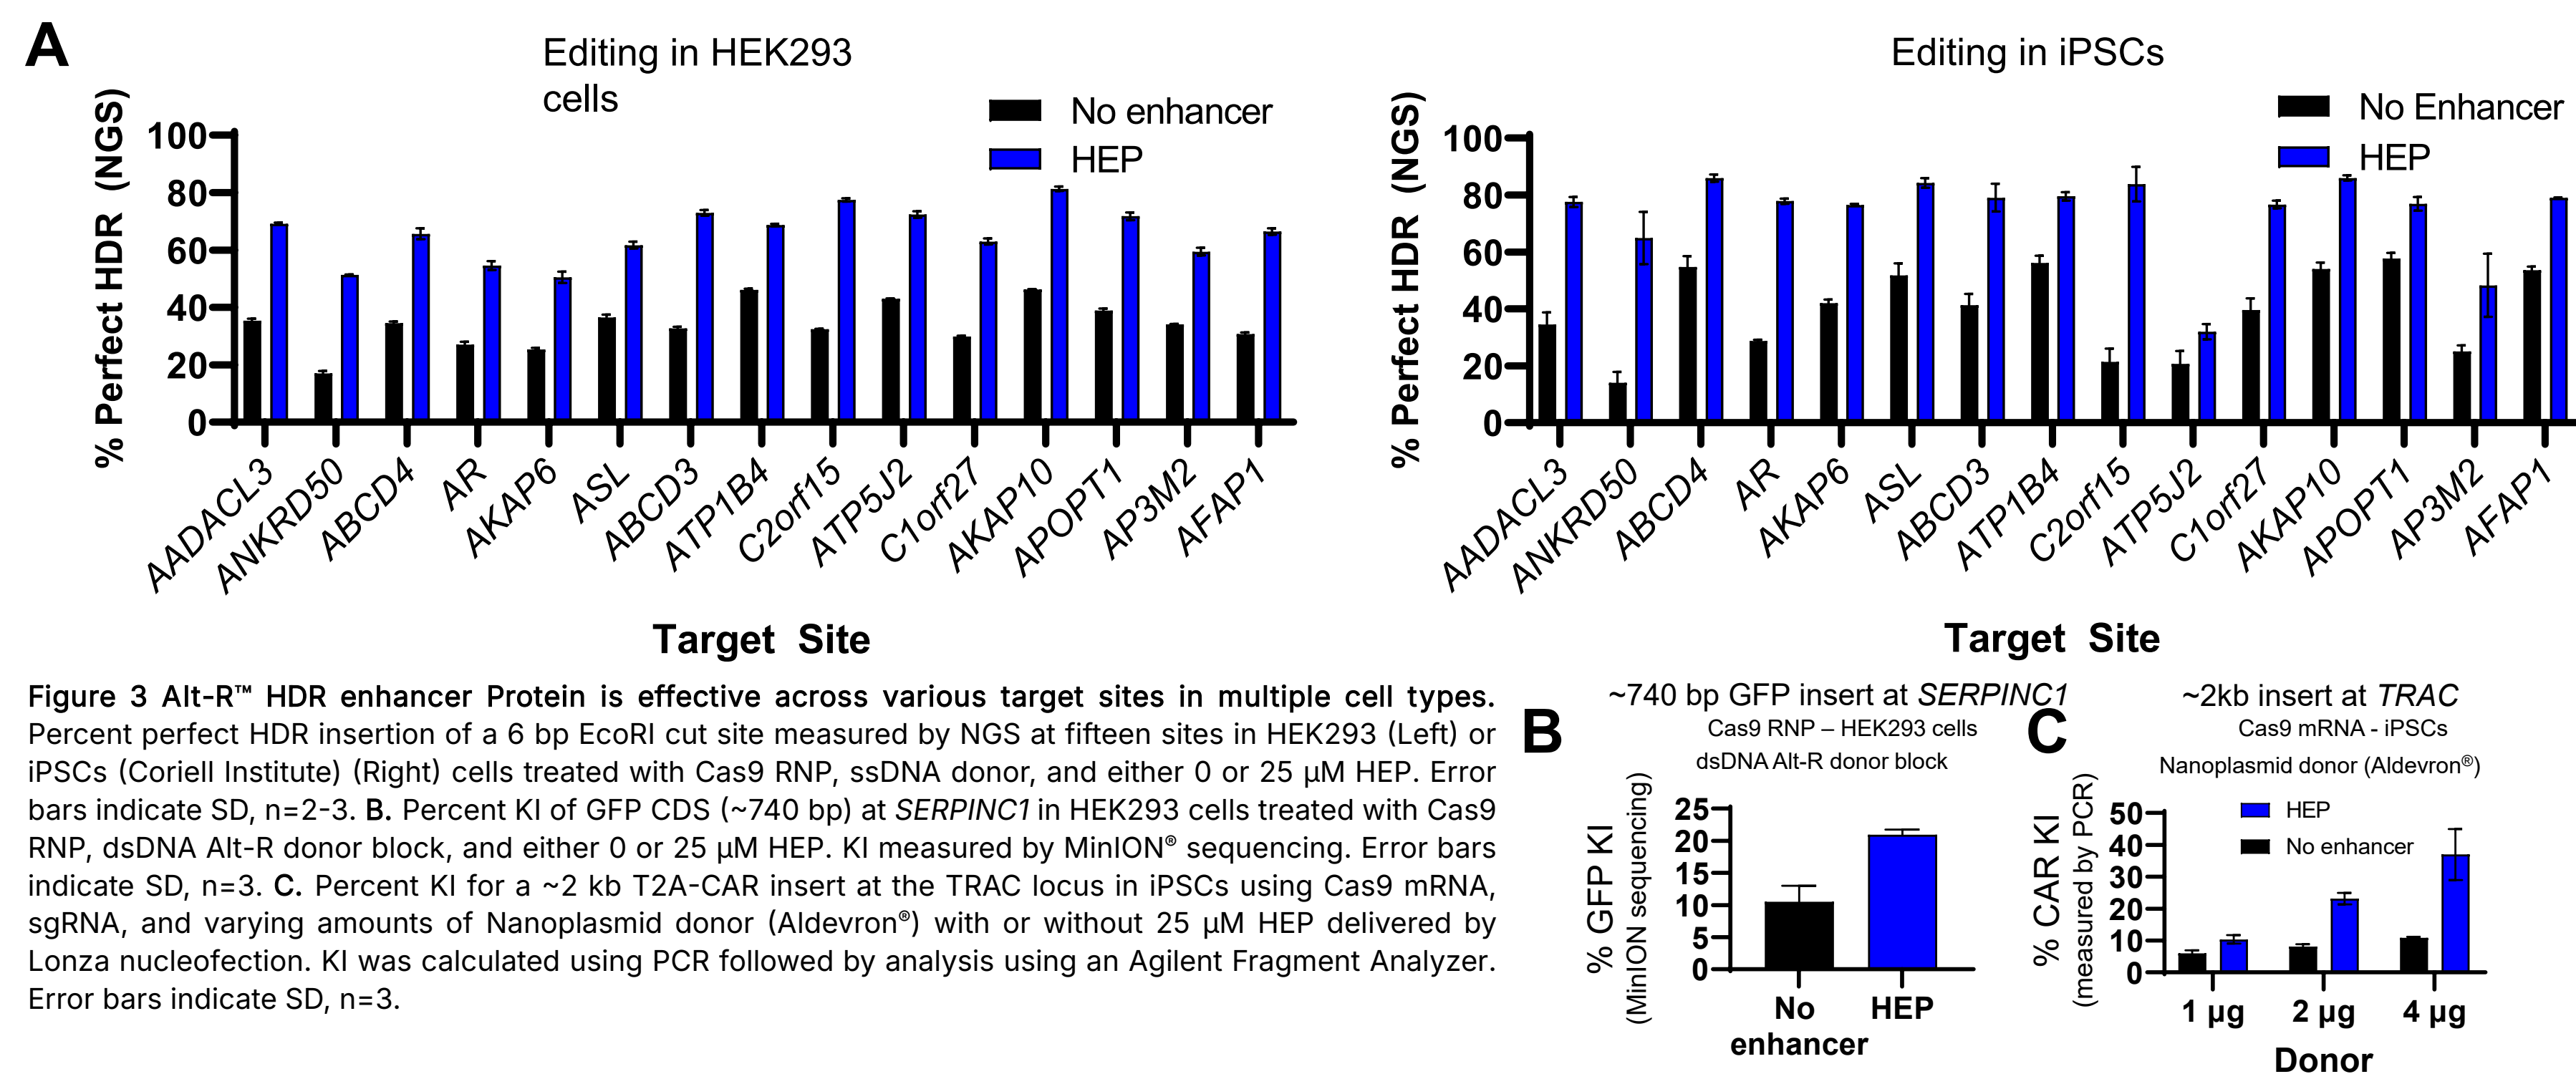 A
Editing in HEK293
cells
No enhancer
HEP
% Perfect HDR (NGS)
100
80
60
40
20
0
AADACL3
ANKRD50
ABCD4
AR
AKAP6
ASL
ABCD3
ATP1B4
C2orf15
ATP5J2
C1orf27
AKAP10
APOPT1
AP3M2
AFAP1
Target Site
Editing in iPSCs
No Enhancer
HEP
% Perfect HDR (NGS)
100
80
60
40
20
0
AADACL3
ANKRD50
ABCD4
AR
AKAP6
ASL
ABCD3
ATP1B4
C2orf15
ATP5J2
C1orf27
AKAP10
APOPT1
AP3M2
AFAP1
Target Site
Figure 3 Alt-R™ HDR enhancer Protein is effective across various target sites in multiple cell types.
Percent perfect HDR insertion of a 6 bp EcoRI cut site measured by NGS at fifteen sites in HEK293 (Left) or
iPSCs (Coriell Institute) (Right) cells treated with Cas9 RNP, ssDNA donor, and either 0 or 25 µM HEP. Error
bars indicate SD, n=2-3. B. Percent KI of GFP CDS (~740 bp) at SERPINC1 in HEK293 cells treated with Cas9
RNP, dsDNA Alt-R donor block, and either 0 or 25 µM HEP. KI measured by MinION® sequencing. Error bars
indicate SD, n=3. C. Percent KI for a ~2 kb T2A-CAR insert at the TRAC locus in iPSCs using Cas9 mRNA,
sgRNA, and varying amounts of Nanoplasmid donor (Aldevron®) with or without 25 µM HEP delivered by
Lonza nucleofection. KI was calculated using PCR followed by analysis using an Agilent Fragment Analyzer.
Error bars indicate SD, n=3.
B
~740 bp GFP insert at SERPINC1
Cas9 RNP – HEK293 cells
dsDNA Alt-R donor block
% GFP KI
(MinION sequencing)
25
20
15
10
5
0
No
enhancer
HEP
C
~2kb insert at TRAC
Cas9 mRNA - iPSCs
Nanoplasmid donor (Aldevron®)
HEP
No enhancer
% CAR KI
(measured by PCR)
50
40
30
20
10
0
1 µg
2 µg
4 µg
Donor